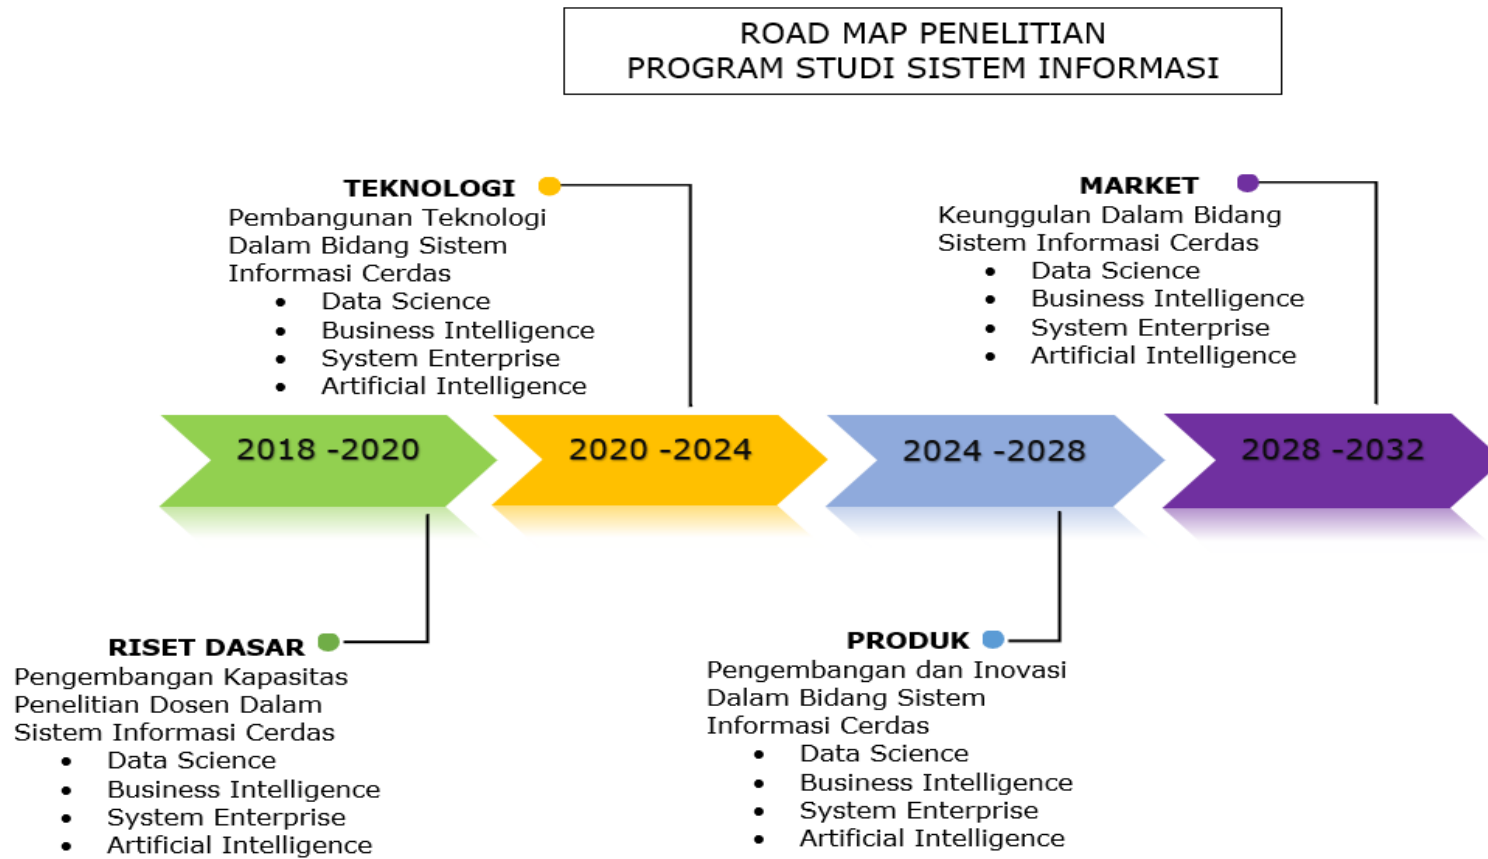 ROAD MAP PENELITIAN
PROGRAM STUDI SISTEM INFORMASI
TEKNOLOGI
Pembangunan Teknologi
Dalam Bidang Sistem
Informasi Cerdas
• Data Science
• Business Intelligence
• System Enterprise
• Artificial Intelligence
MARKET
Keunggulan Dalam Bidang
Sistem Informasi Cerdas
• Data Science
• Business Intelligence
• System Enterprise
• Artificial Intelligence
2018 -2020
2020 -2024
2024 -2028
2028 -2032
RISET DASAR
Pengembangan Kapasitas
Penelitian Dosen Dalam
Sistem Informasi Cerdas
• Data Science
• Business Intelligence
• System Enterprise
• Artificial Intelligence
PRODUK
Pengembangan dan Inovasi
Dalam Bidang Sistem
Informasi Cerdas
• Data Science
• Business Intelligence
• System Enterprise
• Artificial Intelligence